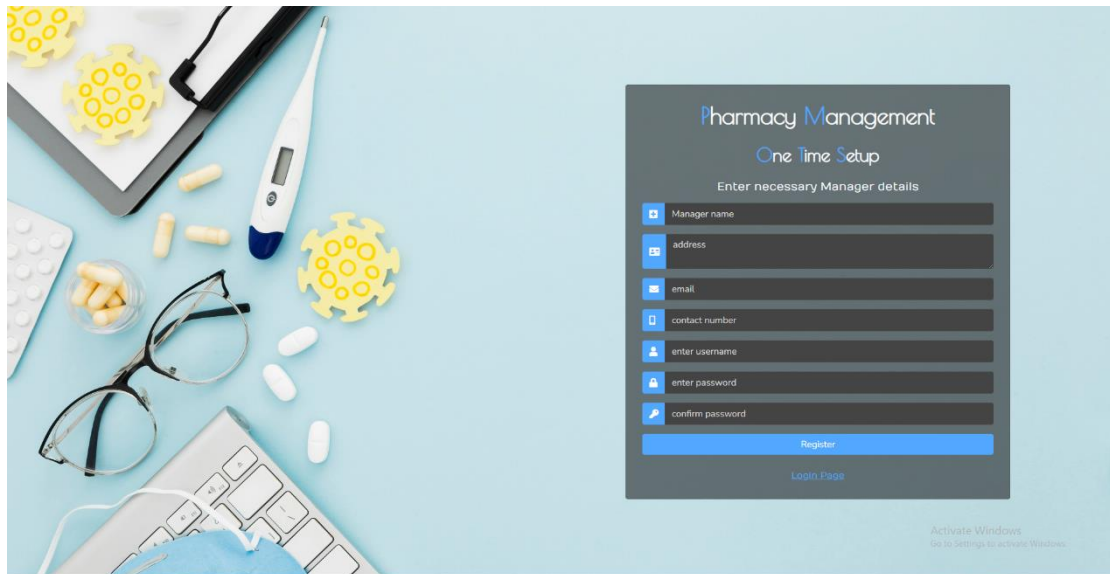 Pharmacy Management
One Time Setup
Enter necessary Manager details
Manager name
address
email
contact number
enter username
enter password
confirm password
Register
Login Page
Activate Windows
Go to Settings to activate Windows.